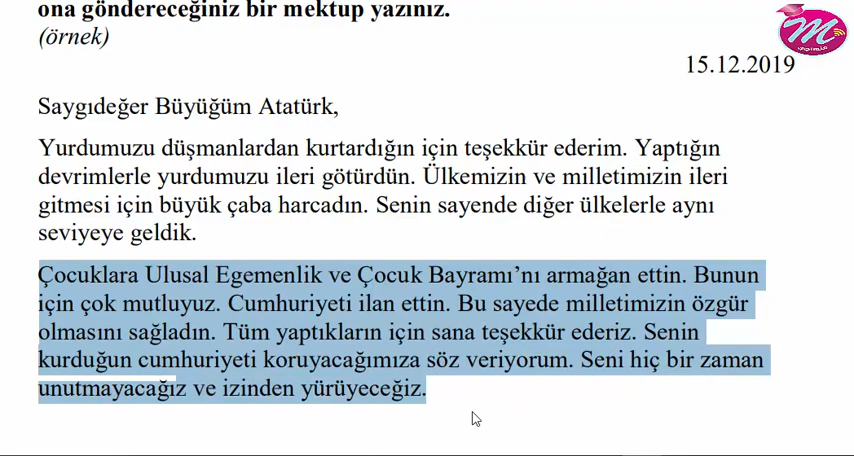 ona göndereceğiniz bir mektup yazınız.
(örnek)
15.12.2019
Saygıdeğer Büyüğüm Atatürk,
Yurdumuzu düşmanlardan kurtardığın için teşekkür ederim. Yaptığın
devrimlerle yurdumuzu ileri götürdün. Ülkemizin ve milletimizin ileri
gitmesi için büyük çaba harcadın. Senin sayende diğer ülkelerle aynı
seviyeye geldik.
Çocuklara Ulusal Egemenlik ve Çocuk Bayramı’nı armağan ettin. Bunun
için çok mutluyuz. Cumhuriyeti ilan ettin. Bu sayede milletimizin özgür
olmasını sağladın. Tüm yaptıkların için sana teşekkür ederiz. Senin
kurduğun cumhuriyeti koruyacağımıza söz veriyorum. Seni hiç bir zaman
unutmayacağız ve izinden yürüyeceğiz.